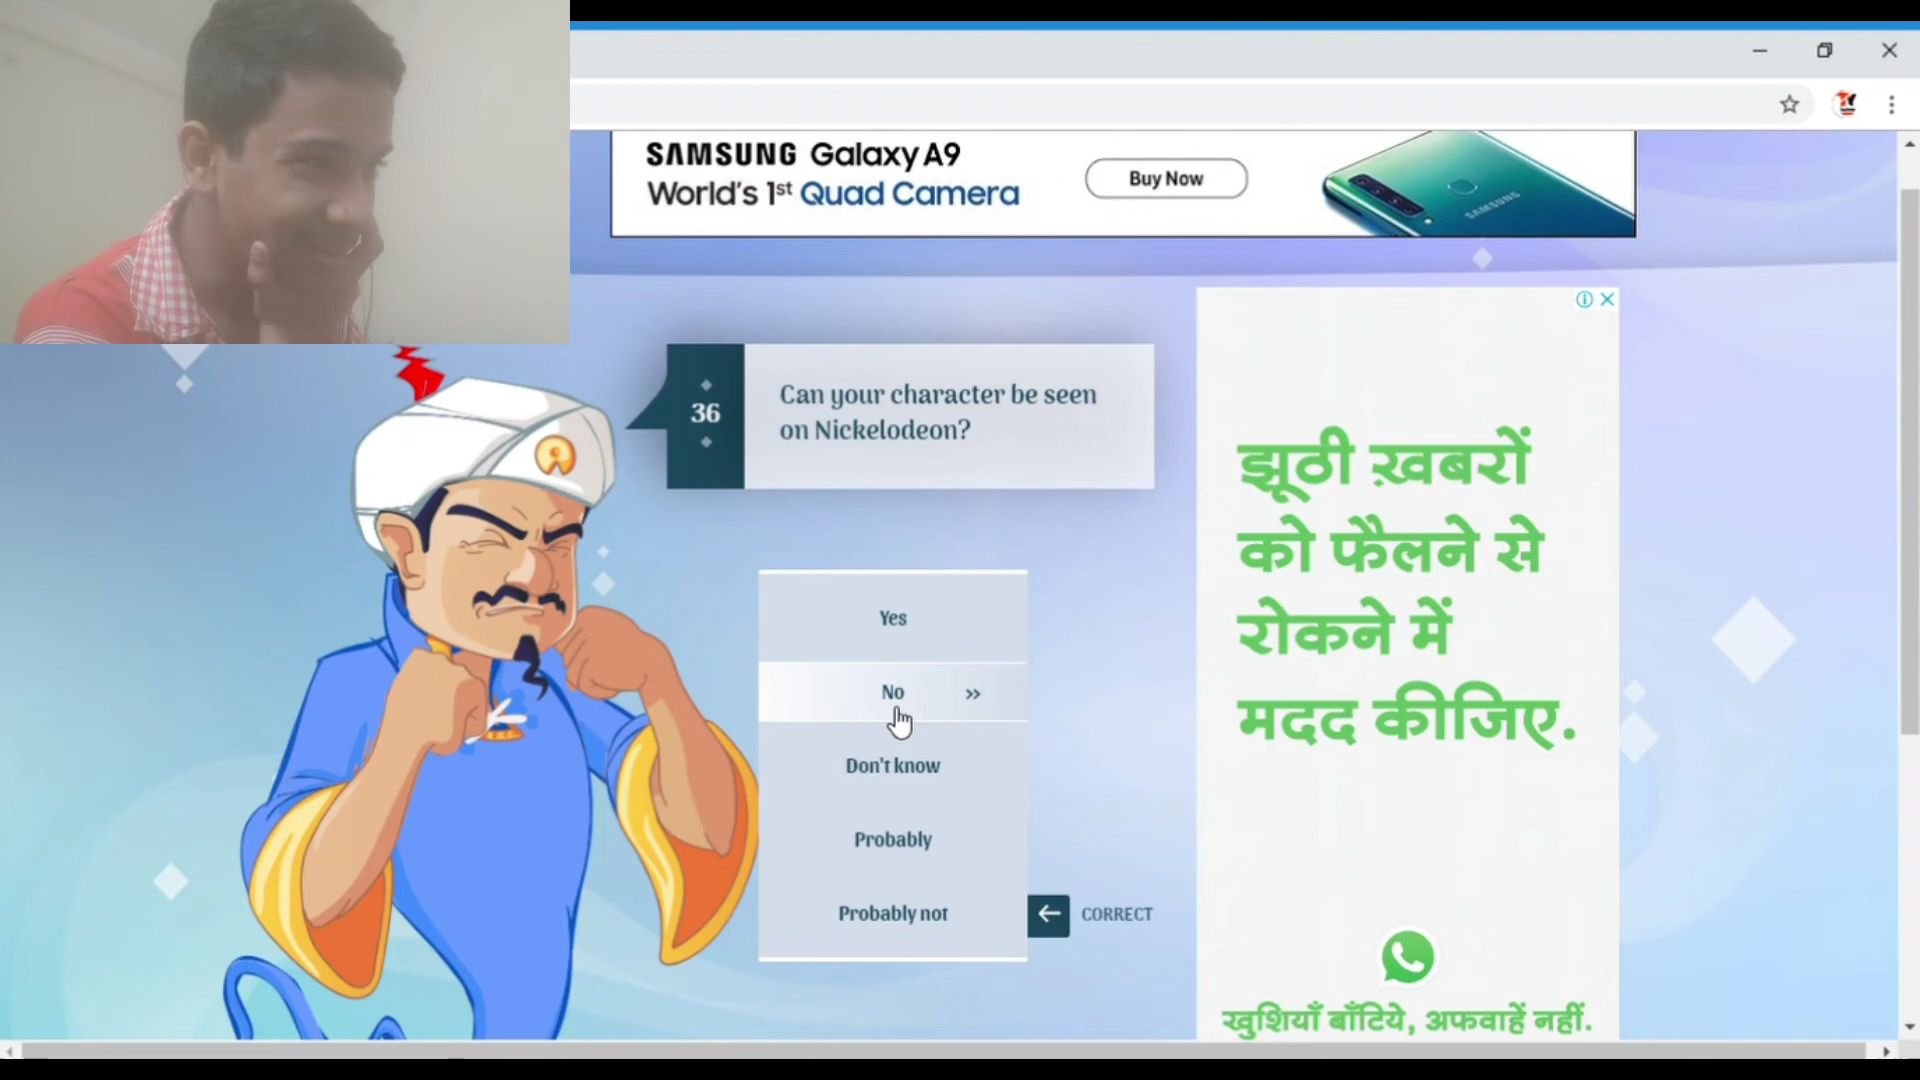 SAMSUNG Galaxy A9
World's 1st Quad Camera
Buy Now
SAMSUNG
36
Can your character be seen
on Nickelodeon?
Yes
No >>
Don't know
Probably
Probably not
CORRECT
झूठी ख़बरों
को फैलने से
रोकने में
मदद कीजिए.
खुशियाँ बाँटिये, अफवाहें नहीं.